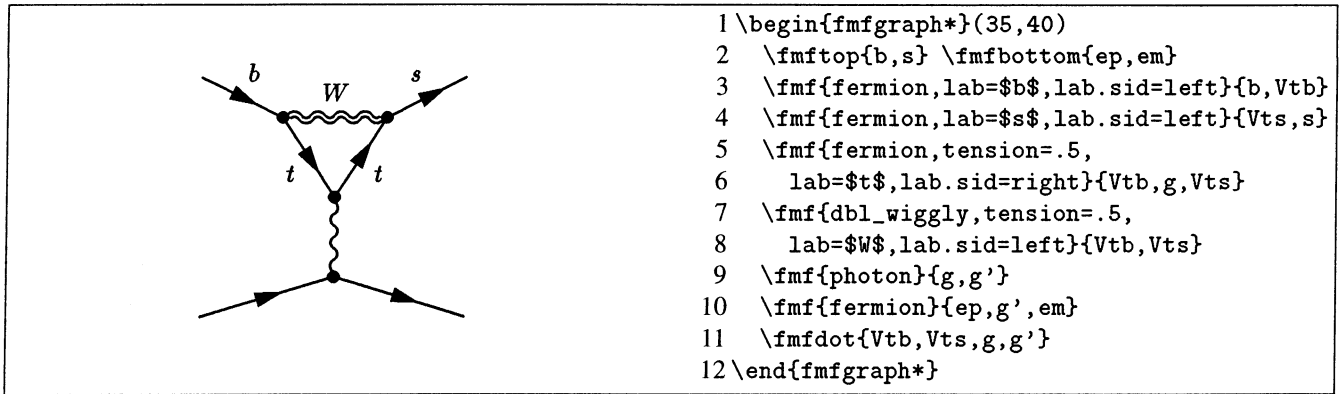 b
s
W
t
t
1 \begin{fmfgraph*}(35,40)
2 \fmftop{b,s} \fmfbottom{ep,em}
3 \fmf{fermion,lab=$b$,lab.sid=left}{b,Vtb}
4 \fmf{fermion,lab=$s$,lab.sid=left}{Vts,s}
5 \fmf{fermion,tension=.5,
6 lab=$t$,lab.sid=right}{Vtb,g,Vts}
7 \fmf{dbl_wiggly,tension=.5,
8 lab=$W$,lab.sid=left}{Vtb,Vts}
9 \fmf{photon}{g,g'}
10 \fmf{fermion}{ep,g',em}
11 \fmfdot{Vtb,Vts,g,g'}
12 \end{fmfgraph*}